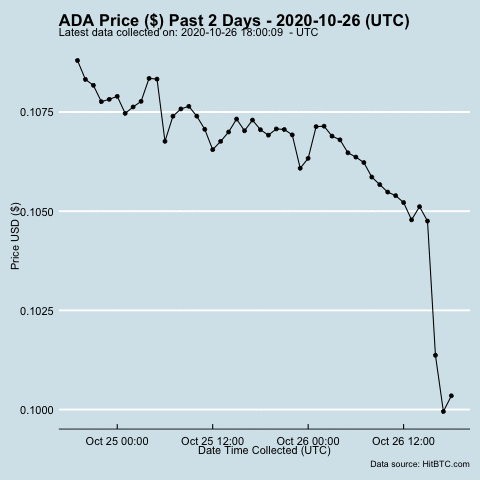 ADA Price ($) Past 2 Days - 2020-10-26 (UTC)
Latest data collected on: 2020-10-26 18:00:09  - UTC
Price USD ($)
0.1075
0.1050
0.1025
0.1000
Oct 25 00:00 Oct 25 12:00 Oct 26 00:00 Oct 26 12:00
Date Time Collected (UTC)
Data source: HitBTC.com